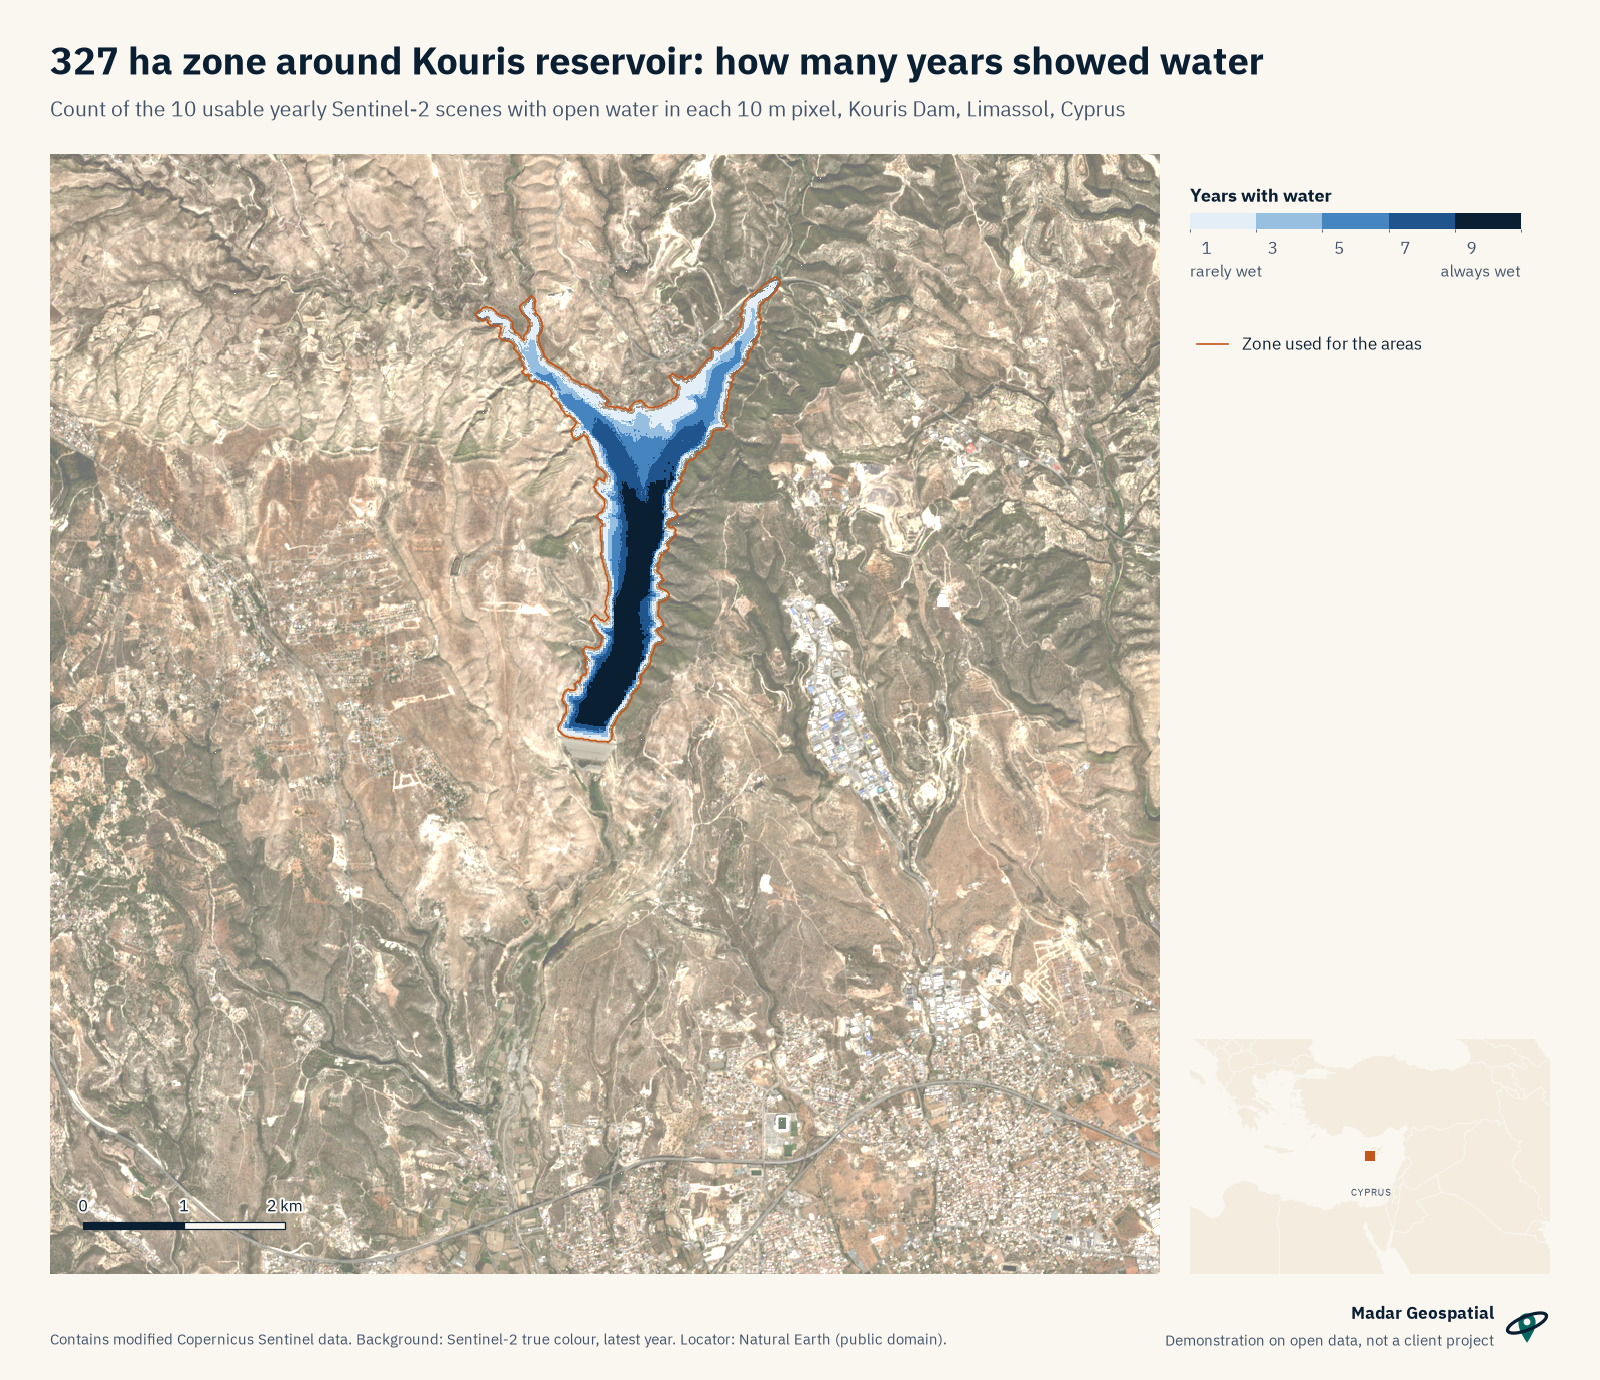 327 ha zone around Kouris reservoir: how many years showed water
Count of the 10 usable yearly Sentinel-2 scenes with open water in each 10 m pixel, Kouris Dam, Limassol, Cyprus
Years with water
1 3 5 7 9
rarely wet always wet
Zone used for the areas
0 1 2 km
CYPRUS
Madar Geospatial
Demonstration on open data, not a client project
Contains modified Copernicus Sentinel data. Background: Sentinel-2 true colour, latest year. Locator: Natural Earth (public domain).